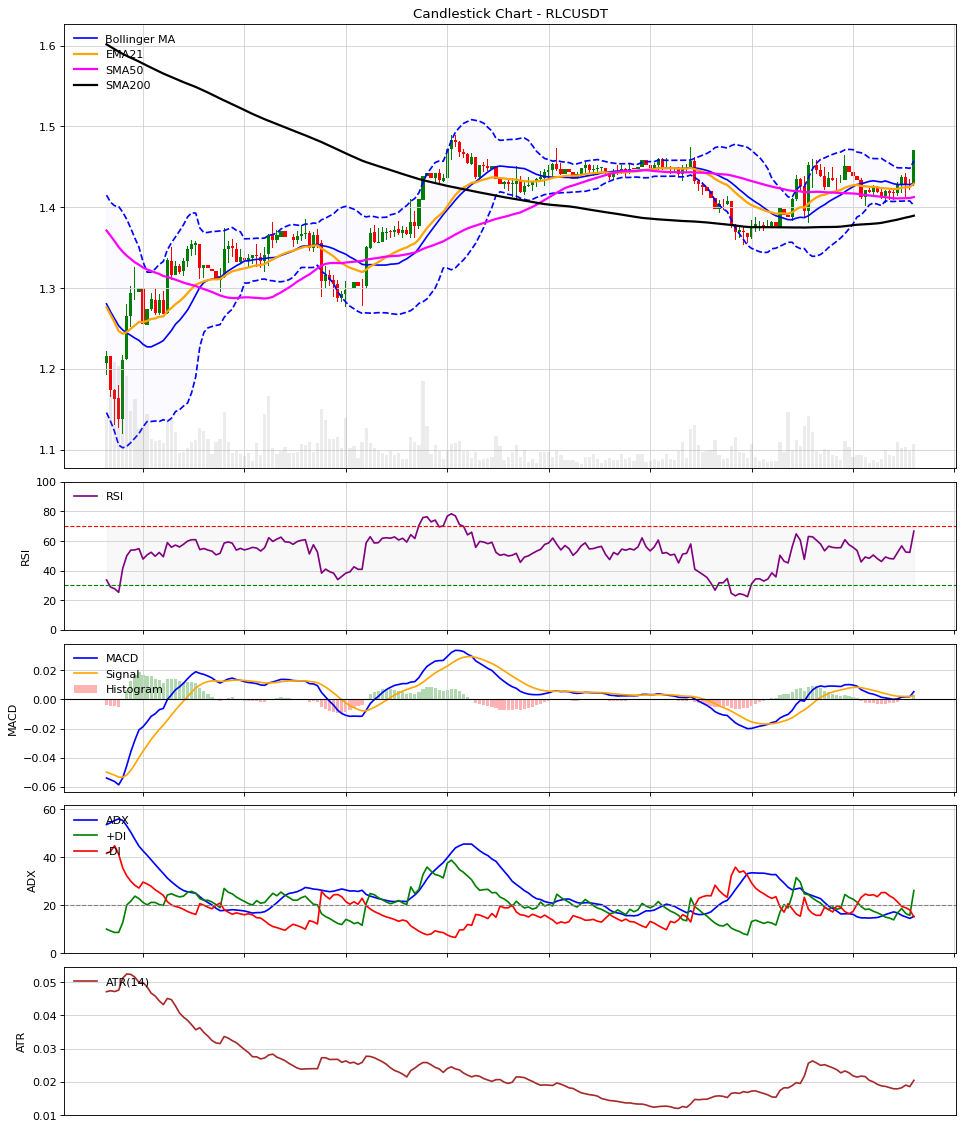 Candlestick Chart - RLCUSDT
Bollinger MA
EMA21
SMA50
SMA200
1.6
1.5
1.4
1.3
1.2
1.1
RSI
RSI
100
80
60
40
20
0
MACD
Signal
Histogram
MACD
0.02
0.00
−0.02
−0.04
−0.06
ADX
+DI
-DI
ADX
60
40
20
0
ATR(14)
ATR
0.05
0.04
0.03
0.02
0.01